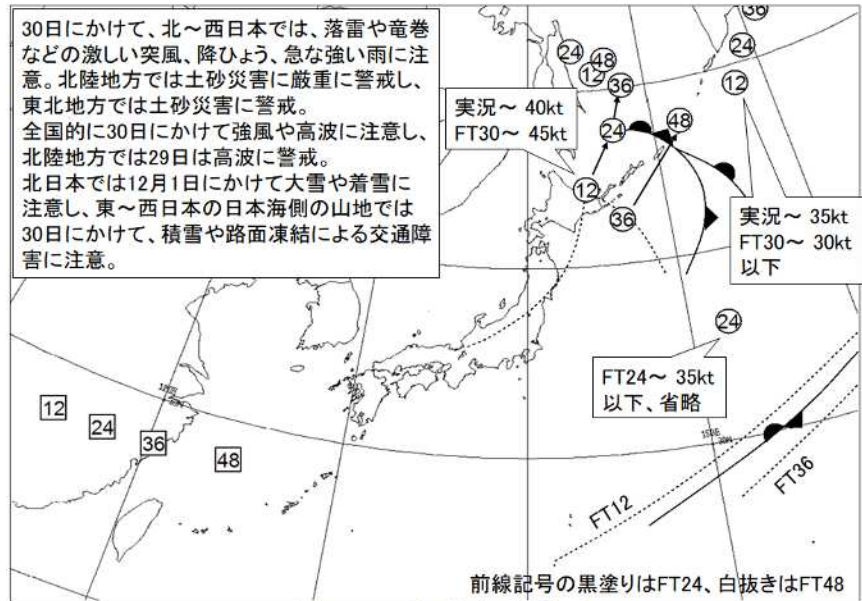 30日にかけて、北～西日本では、落雷や竜巻
などの激しい突風、降ひょう、急な強い雨に注
意。北陸地方では土砂災害に厳重に警戒し、
東北地方では土砂災害に警戒。
全国的に30日にかけて強風や高波に注意し、
北陸地方では29日は高波に警戒。
北日本では12月1日にかけて大雪や着雪に
注意し、東～西日本の日本海側の山地では
30日にかけて、積雪や路面凍結による交通障
害に注意。
36
24
48
12
36
24
12
実況～ 40kt
FT30～ 45kt
24
48
12
36
実況～ 35kt
FT30～ 30kt
以下
24
FT24～ 35kt
以下、省略
12
24
36
48
150E
30N
FT12
FT36
前線記号の黒塗りはFT24、白抜きはFT48